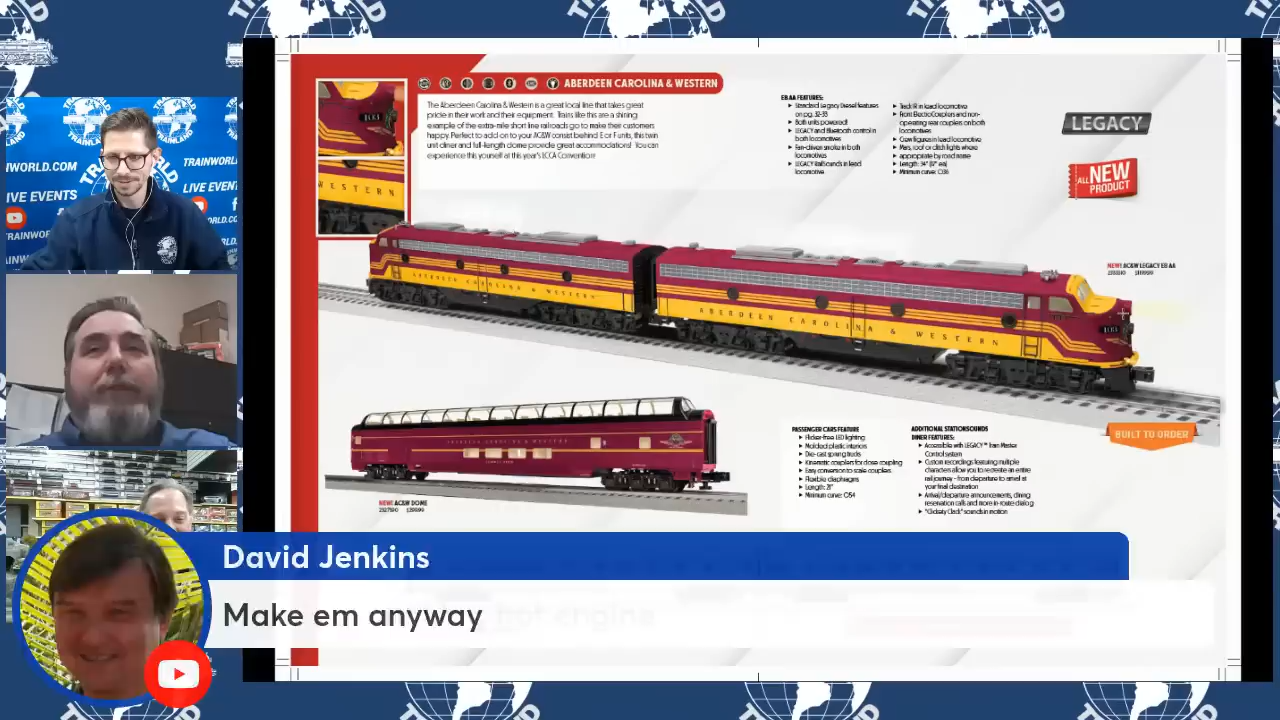 ABERDEEN CAROLINA & WESTERN
The Aberdeen Carolina & Western is a great local line that takes great
pride in their work and their equipment. Trains like this are a shining
example of the extra-mile short line railroads go to make their customers
happy. Perfect to add on to your AC&W consist behind E or F units, this twin
unit diner and full-length dome provide great accommodations! You can
experience this yourself at this year's LCCA Convention!
E8 AA FEATURES:
Standard Legacy Diesel features
on pg. 32-33
Both units powered!
LEGACY and Bluetooth control in
both locomotives
Fan-driven smoke in both
locomotives
LEGACY RailSounds in lead
locomotive
Track IR in lead locomotive
Front ElectroCouplers and non-
operating rear couplers on both
locomotives
Crew figures in lead locomotive
Mars, roof or ditch lights where
appropriate by road name
Minimum curve: O36
LEGACY
ALL NEW
PRODUCT
WESTERN
NEW! AC&W LEGACY E8 AA
ABERDEEN CAROLINA & WESTERN
ABERDEEN CAROLINA & WESTERN
BUILT TO ORDER
NEW! AC&W DOME
PASSENGER CARS FEATURE
Flicker-free LED lighting
Molded plastic interiors
Die-cast sprung trucks
Kinematic couplers for close coupling
Easy conversion to scale couplers
Flexible diaphragms
Length: 21"
Minimum curve: O54
ADDITIONAL STATIONSOUNDS
DINER FEATURES:
Accessible with LEGACY™ Train Master
Control system
Custom recordings featuring multiple
characters allow you to recreate an entire
rail journey - from departure to arrival at
your final destination
Arrival/departure announcements, dining
reservation calls and more in-route dialog
"Clickety Clack" sounds in motion
TRAINWORLD.COM
LIVE EVENTS
David Jenkins
Make em anyway
hot engine